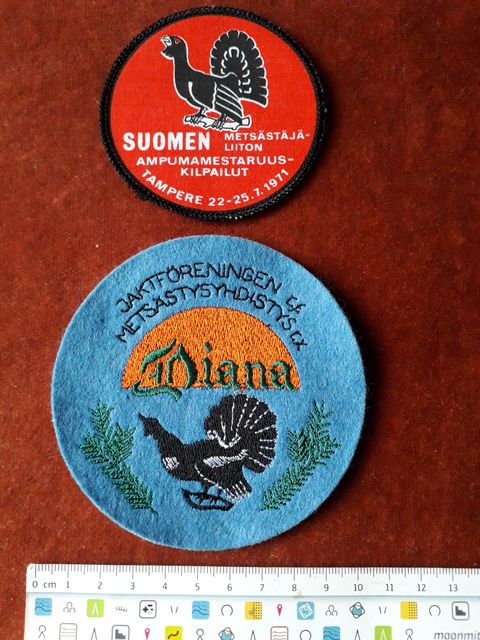 SUOMEN METSÄSTÄJÄ-
LIITON
AMPUMAMESTARUUS-
KILPAILUT
TAMPERE 22-25.7.1971
JAKTFÖRENINGEN r.f.
METSÄSTYSYHDISTYS r.y.
Diana
0 cm 1 2 3 4 5 6 7 8 9 10 11 12 13
moonmi